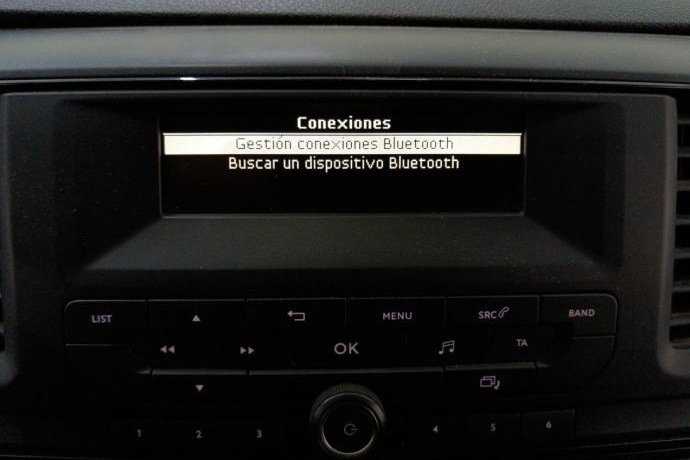 Conexiones
Gestión conexiones Bluetooth
Buscar un dispositivo Bluetooth
LIST
MENU
SRC
BAND
OK
TA
1
2
3
4
5
6